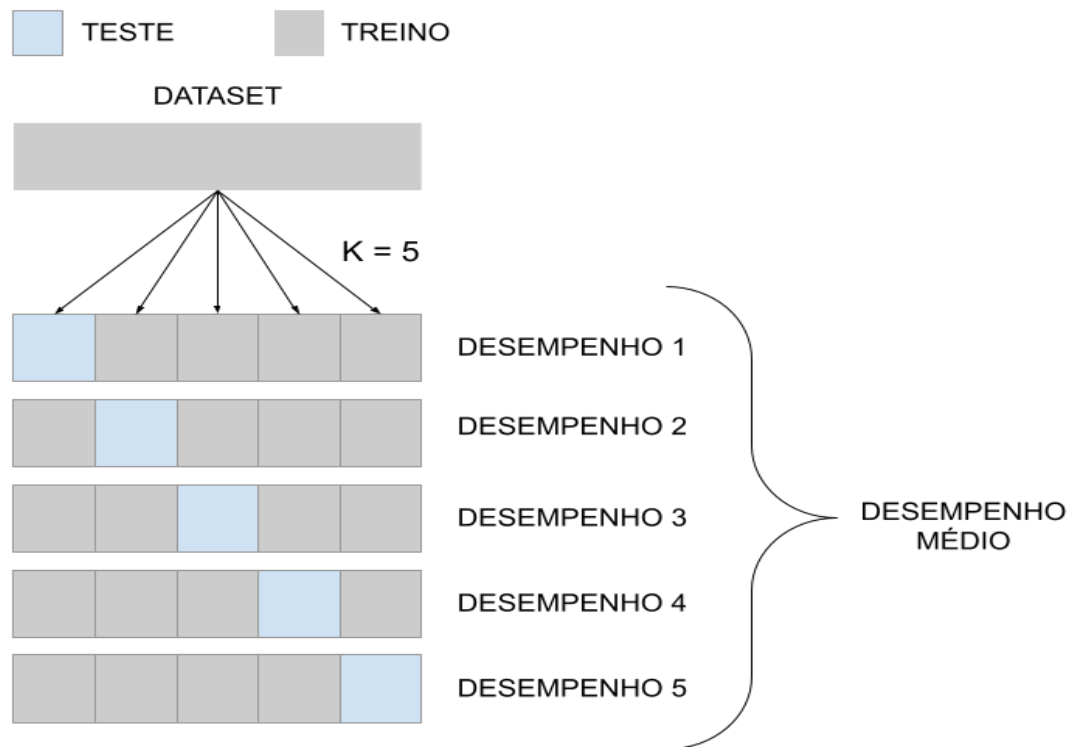 TESTE
TREINO
DATASET
K = 5
DESEMPENHO 1
DESEMPENHO 2
DESEMPENHO 3
DESEMPENHO 4
DESEMPENHO 5
DESEMPENHO
MÉDIO